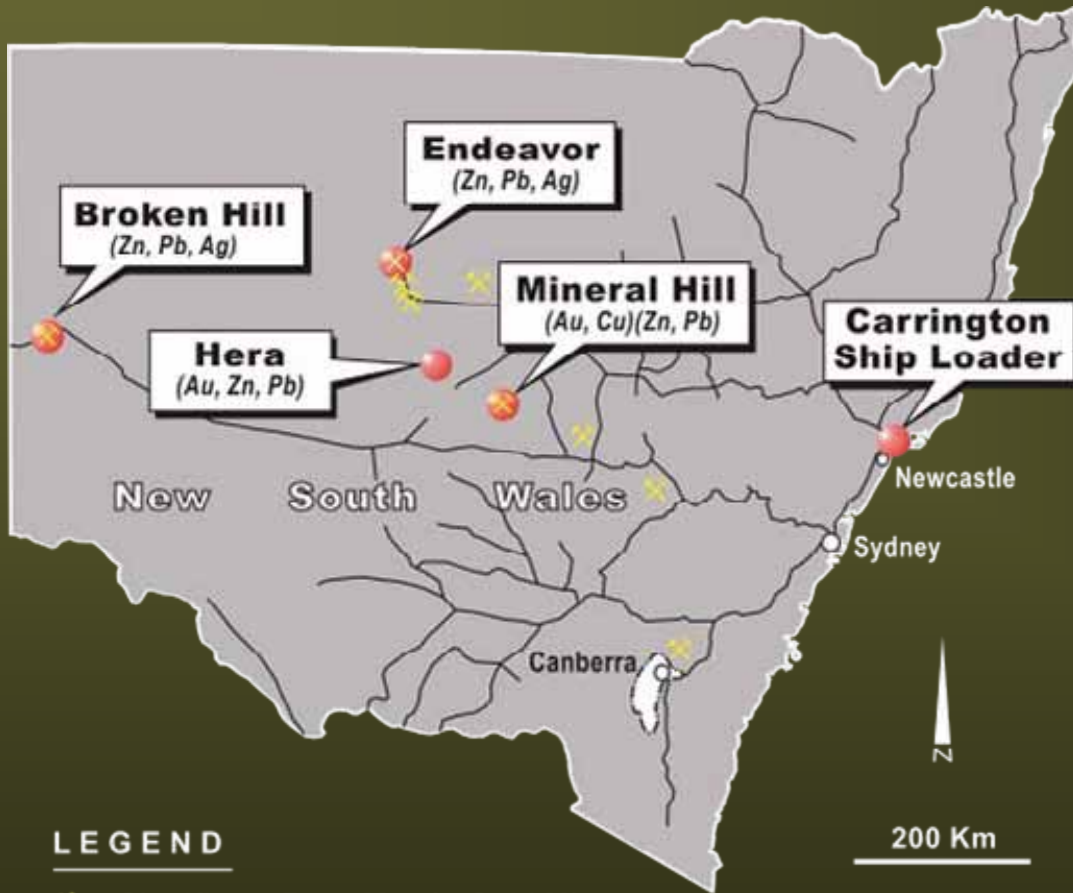 Endeavor
(Zn, Pb, Ag)
Broken Hill
(Zn, Pb, Ag)
Mineral Hill
(Au, Cu)(Zn, Pb)
Carrington
Ship Loader
Hera
(Au, Zn, Pb)
New South Wales
Newcastle
Sydney
Canberra
N
200 Km
LEGEND